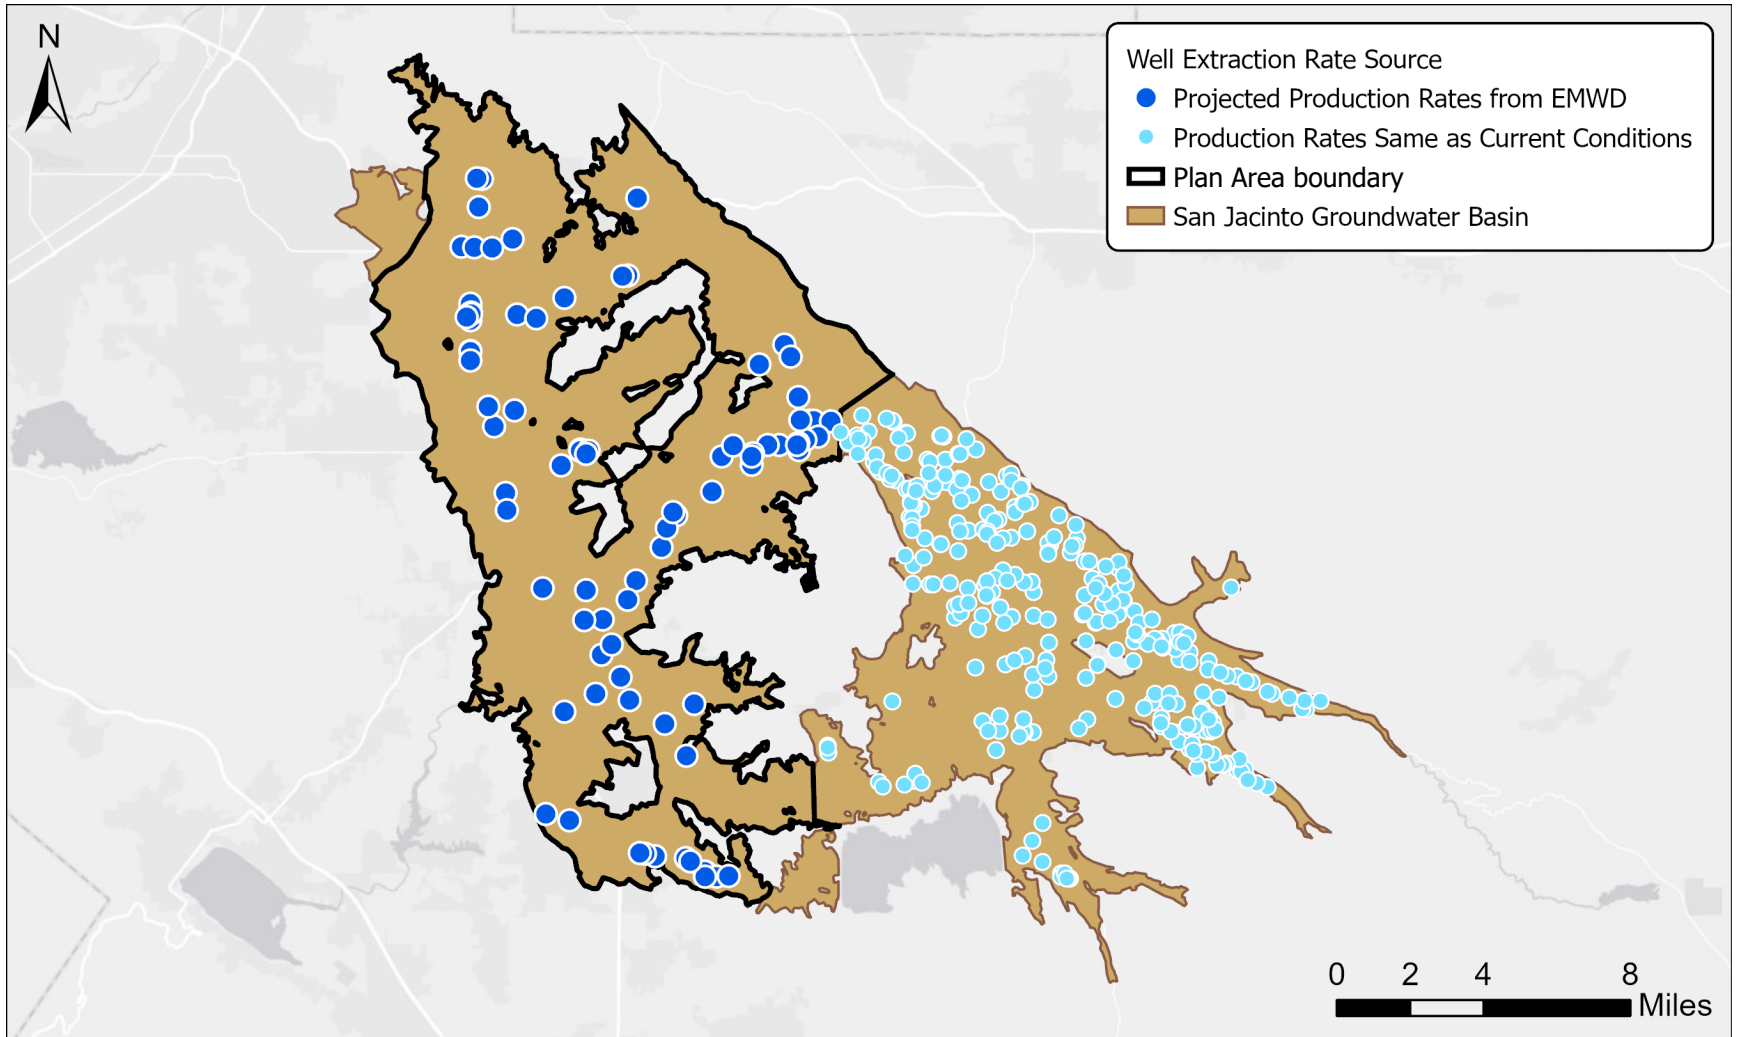 N
Well Extraction Rate Source
Projected Production Rates from EMWD
Production Rates Same as Current Conditions
Plan Area boundary
San Jacinto Groundwater Basin
0 2 4 8
Miles